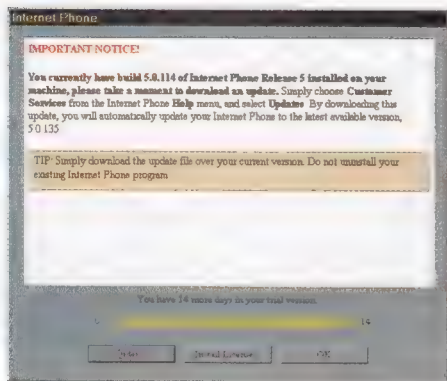 Internet Phone
IMPORTANT NOTICE!
You currently have build 5.0.114 of Internet Phone Release 5 installed on your
machine, please take a moment to download an update. Simply choose Customer
Services from the Internet Phone Help menu, and select Updates By downloading this
update, you will automatically update your Internet Phone to the latest available version,
5.0.135
TIP: Simply download the update file over your current version. Do not uninstall your
existing Internet Phone program
You have 14 more days in your trial version.
14
OK